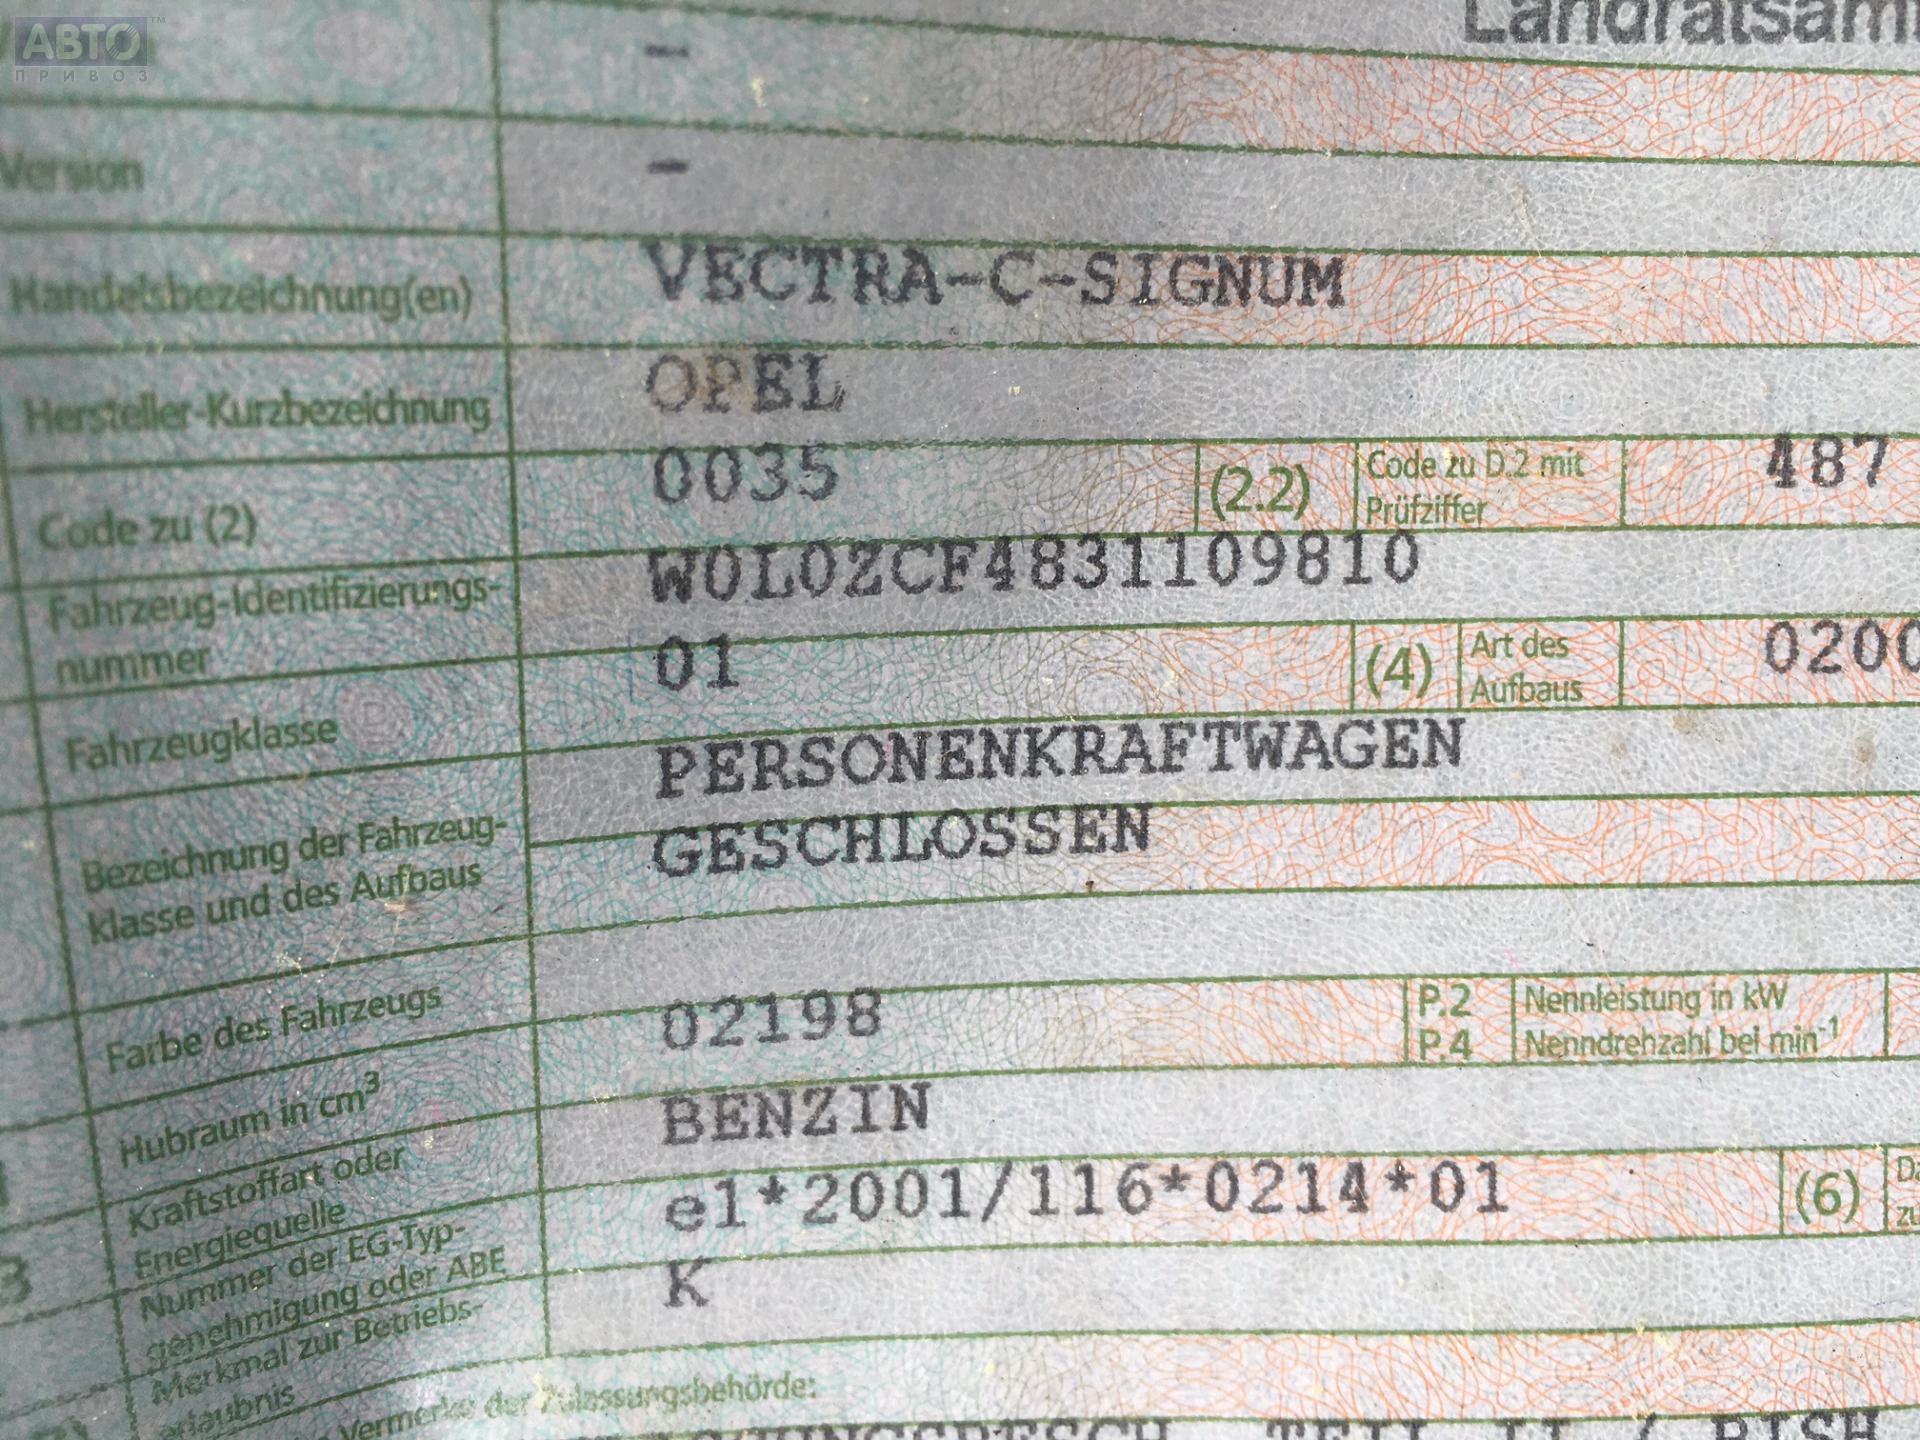 АВТО™
ПРИВОЗ
-
Version
-
Handelsbezeichnung(en)
VECTRA-C-SIGNUM
Hersteller-Kurzbezeichnung
OPEL
Code zu (2)
0035
(2.2)
Code zu D.2 mit
Prüfziffer
487
Fahrzeug-Identifizierungs-
nummer
W0L0ZCF4831109810
Fahrzeugklasse
01
(4)
Art des
Aufbaus
0200
Bezeichnung der Fahrzeug-
klasse und des Aufbaus
PERSONENKRAFTWAGEN
GESCHLOSSEN
Farbe des Fahrzeugs
Hubraum in cm³
02198
P.2
P.4
Nennleistung in kW
Nenndrehzahl bei min⁻¹
Kraftstoffart oder
Energiequelle
BENZIN
Nummer der EG-Typ-
genehmigung oder ABE
e1*2001/116*0214*01
(6)
Merkmal zur Betriebs-
erlaubnis
K
Vermerke der Zulassungsbehörde:
TEIL II /